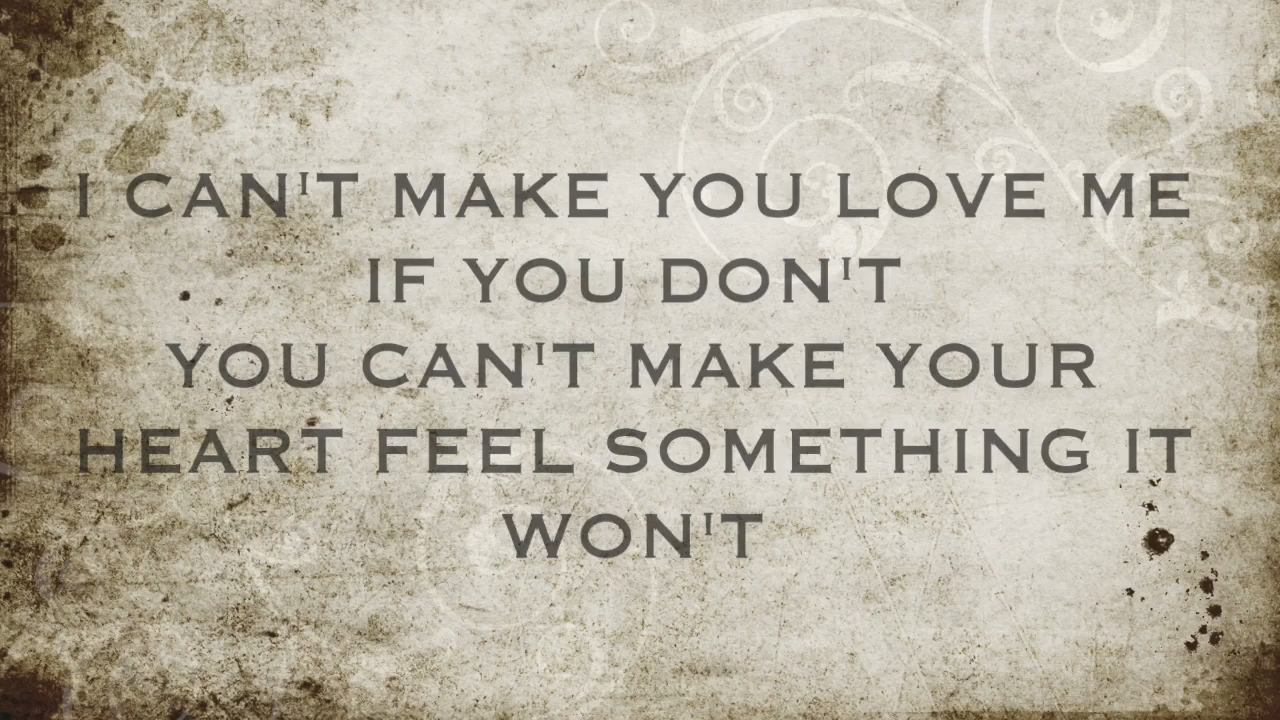 I CAN'T MAKE YOU LOVE ME
IF YOU DON'T
YOU CAN'T MAKE YOUR
HEART FEEL SOMETHING IT
WON'T